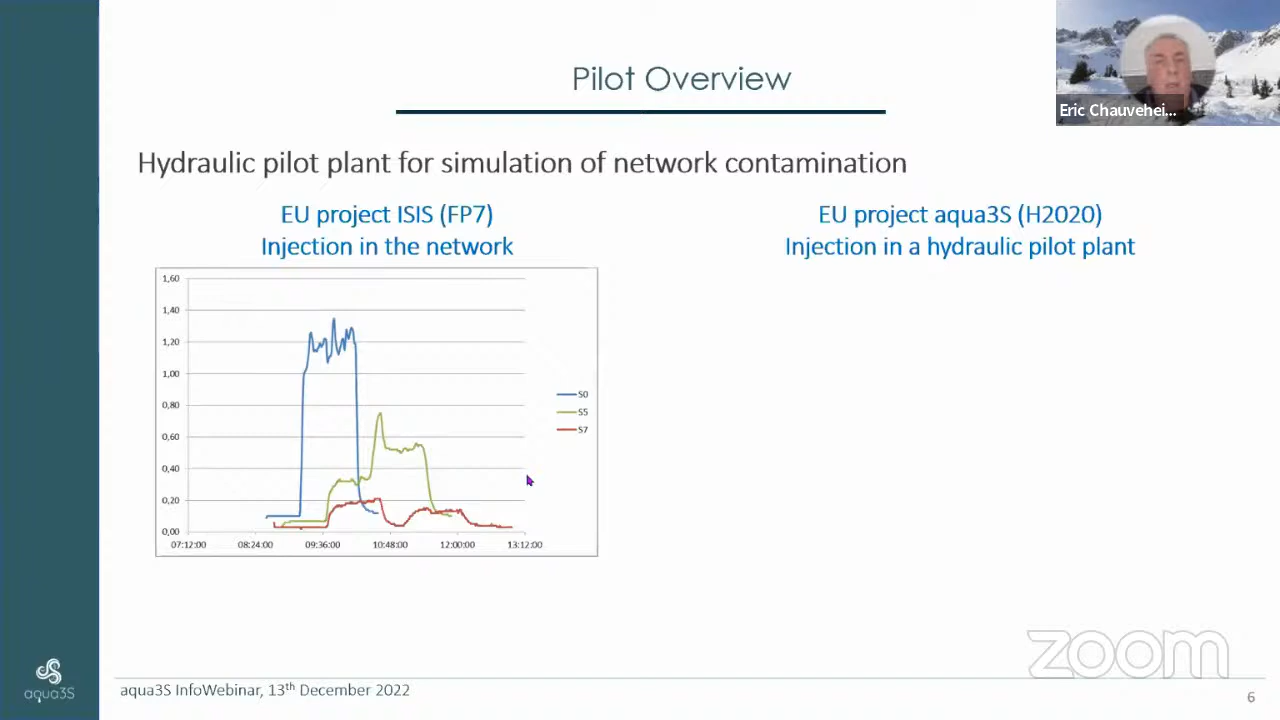 Pilot Overview
Eric Chauvehei...
Hydraulic pilot plant for simulation of network contamination
EU project ISIS (FP7)
Injection in the network
EU project aqua3S (H2020)
Injection in a hydraulic pilot plant
1,60
1,40
1,20
1,00
0,80
0,60
0,40
0,20
0,00
07:12:00 08:24:00 09:36:00 10:48:00 12:00:00 13:12:00
S0
S5
S7
zoom
aqua3S
aqua3S InfoWebinar, 13th December 2022
6